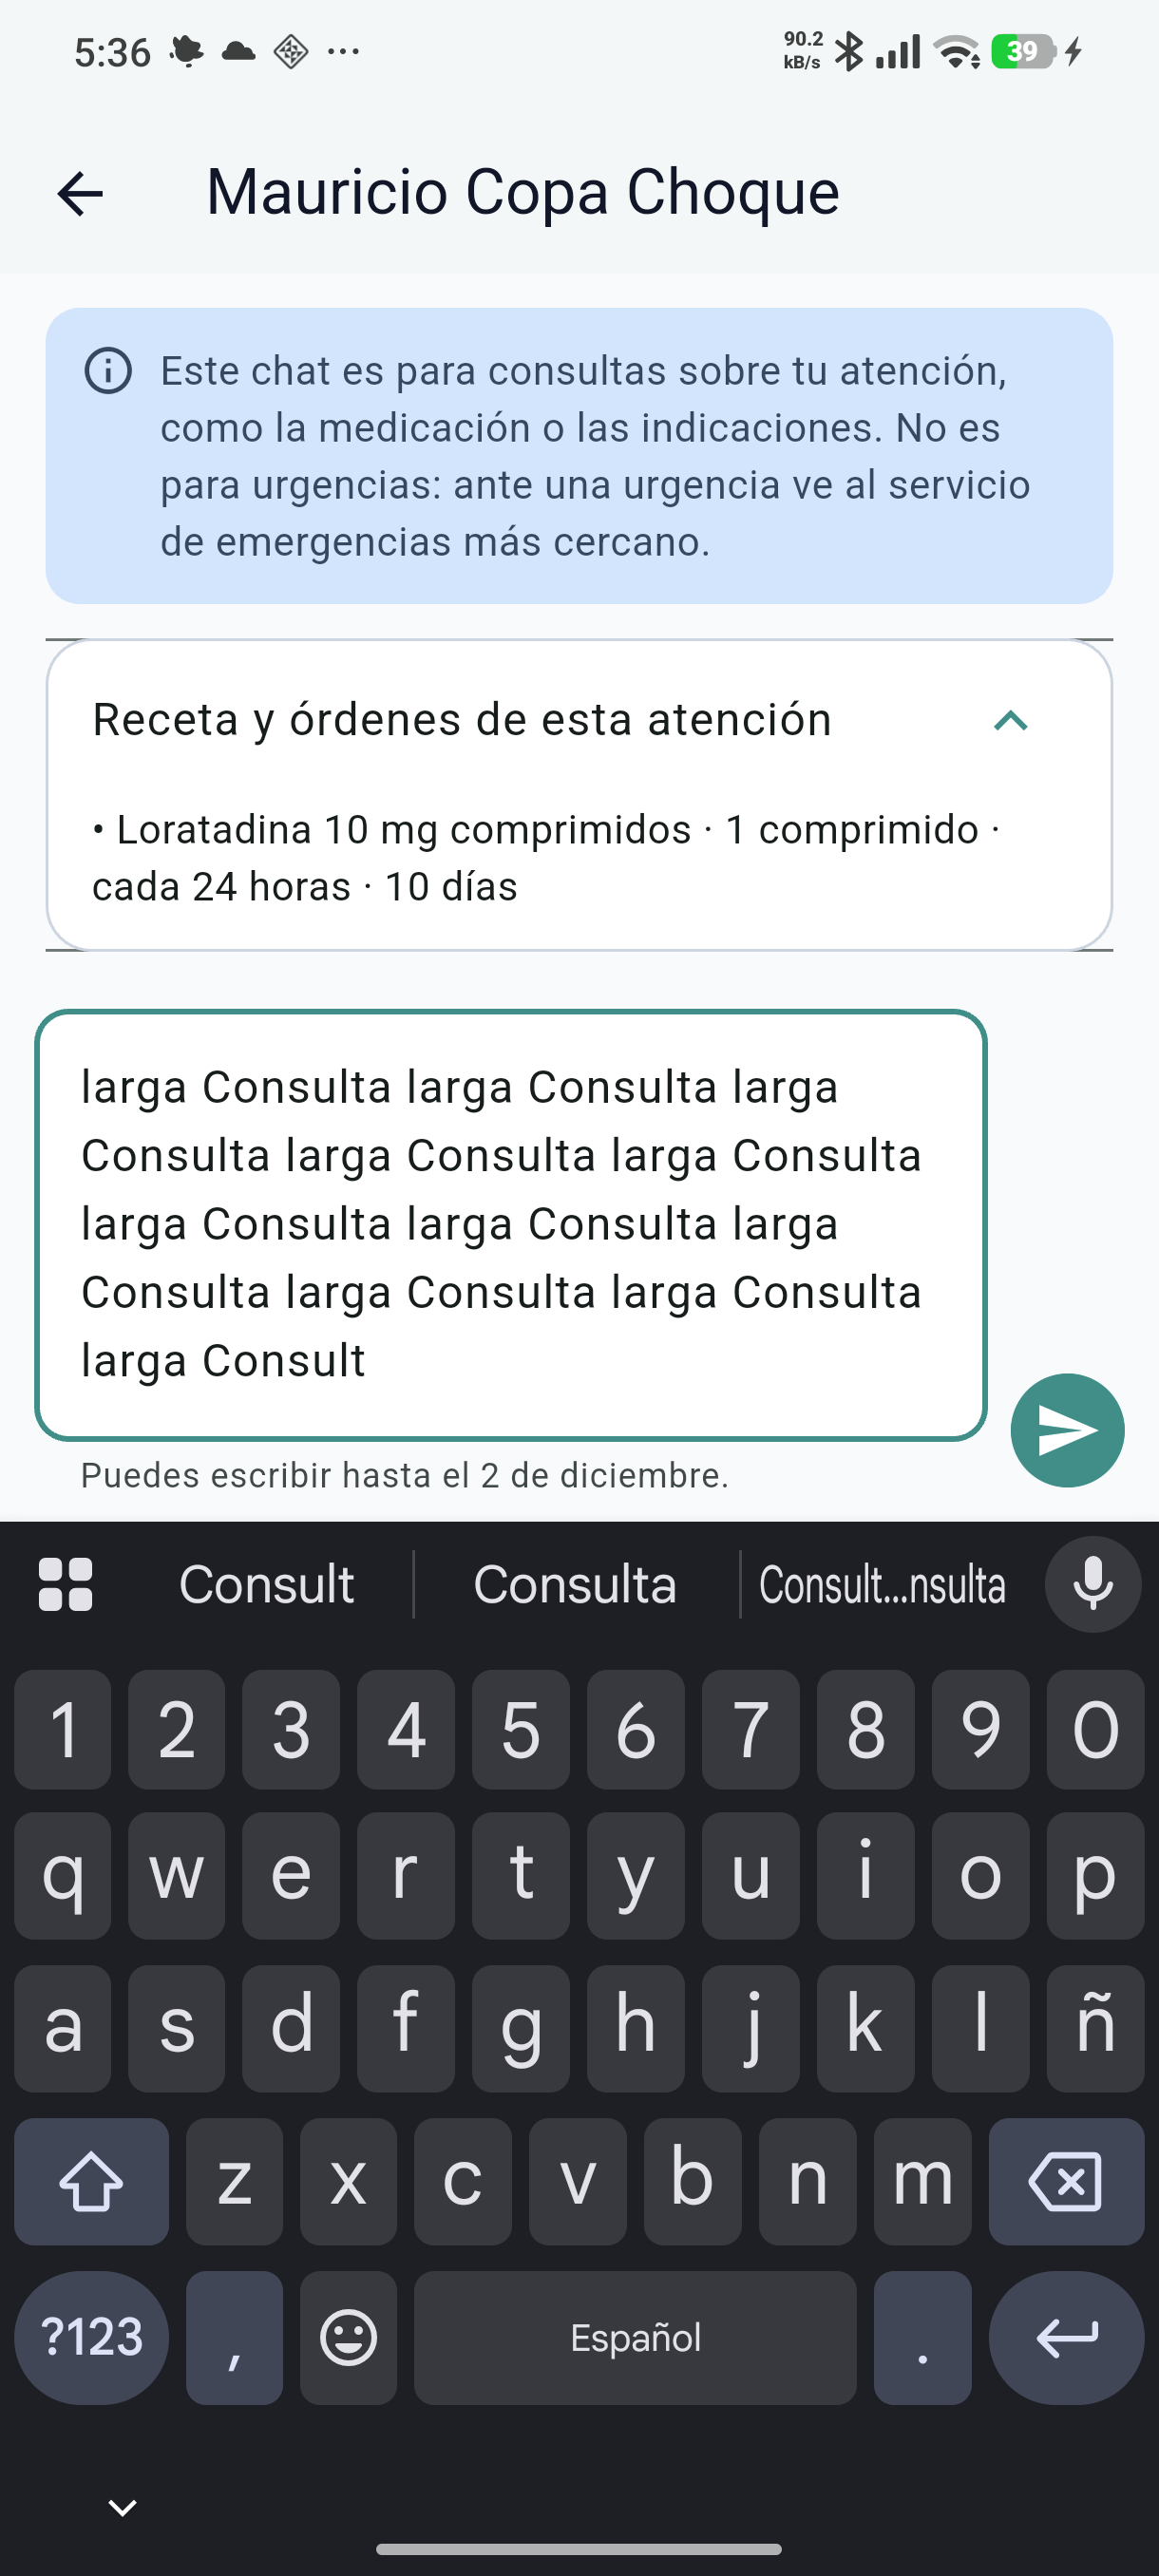 5:36
90.2 kB/s
39
Mauricio Copa Choque
Este chat es para consultas sobre tu atención,
como la medicación o las indicaciones. No es
para urgencias: ante una urgencia ve al servicio
de emergencias más cercano.
Receta y órdenes de esta atención
• Loratadina 10 mg comprimidos · 1 comprimido ·
cada 24 horas · 10 días
larga Consulta larga Consulta larga
Consulta larga Consulta larga Consulta
larga Consulta larga Consulta larga
Consulta larga Consulta larga Consulta
larga Consult
Puedes escribir hasta el 2 de diciembre.
Consult Consulta Consult...nsulta
1 2 3 4 5 6 7 8 9 0
q w e r t y u i o p
a s d f g h j k l ñ
z x c v b n m
?123 , Español .